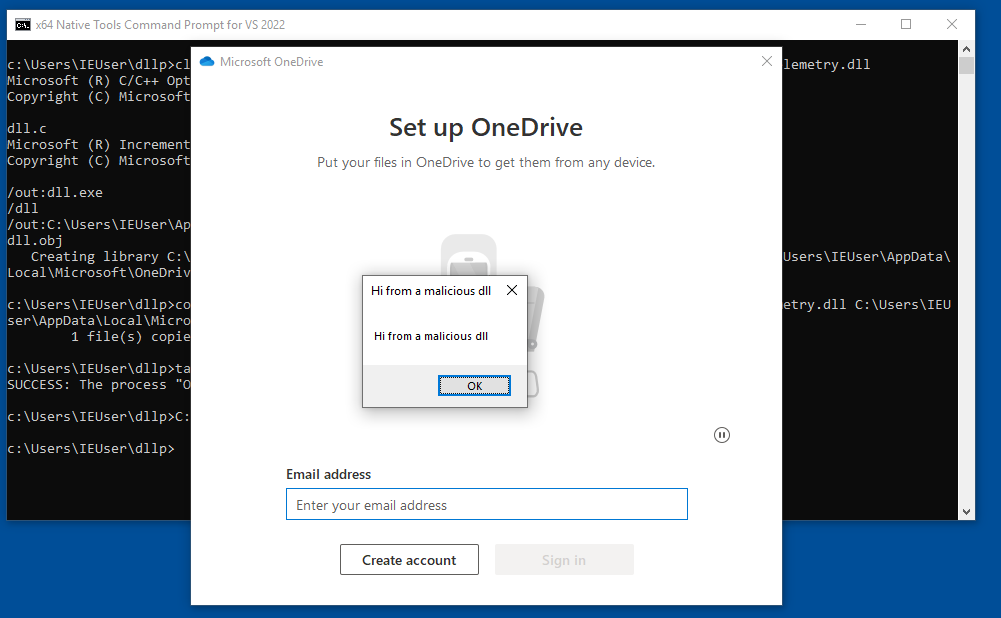 x64 Native Tools Command Prompt for VS 2022
c:\Users\IEUser\dllp>cl
lemetry.dll
Microsoft (R) C/C++ Opt
Copyright (C) Microsoft
dll.c
Microsoft (R) Increment
Copyright (C) Microsoft
/out:dll.exe
/dll
/out:C:\Users\IEUser\Ap
dll.obj
Creating library C:\
Users\IEUser\AppData\
Local\Microsoft\OneDriv
c:\Users\IEUser\dllp>co
etry.dll C:\Users\IEU
ser\AppData\Local\Micro
1 file(s) copie
c:\Users\IEUser\dllp>ta
SUCCESS: The process "O
c:\Users\IEUser\dllp>C:
c:\Users\IEUser\dllp>
Microsoft OneDrive
Set up OneDrive
Put your files in OneDrive to get them from any device.
Hi from a malicious dll
Hi from a malicious dll
OK
Email address
Enter your email address
Create account
Sign in